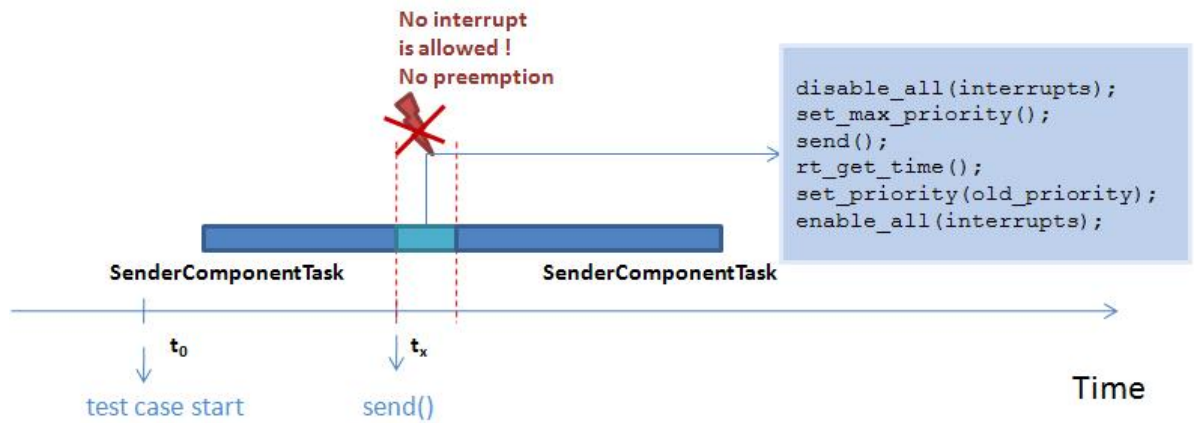 No interrupt
is allowed !
No preemption
disable_all(interrupts);
set_max_priority();
send();
rt_get_time();
set_priority(old_priority);
enable_all(interrupts);
SenderComponentTask
SenderComponentTask
t₀
tₓ
Time
test case start
send()